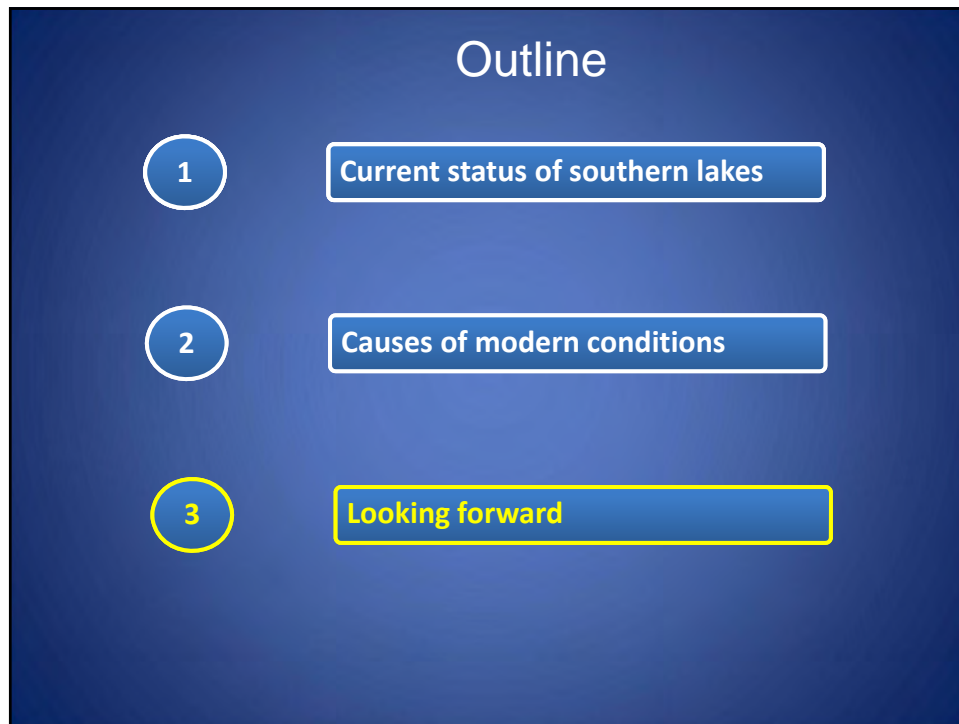 Outline
1 Current status of southern lakes
2 Causes of modern conditions
3 Looking forward